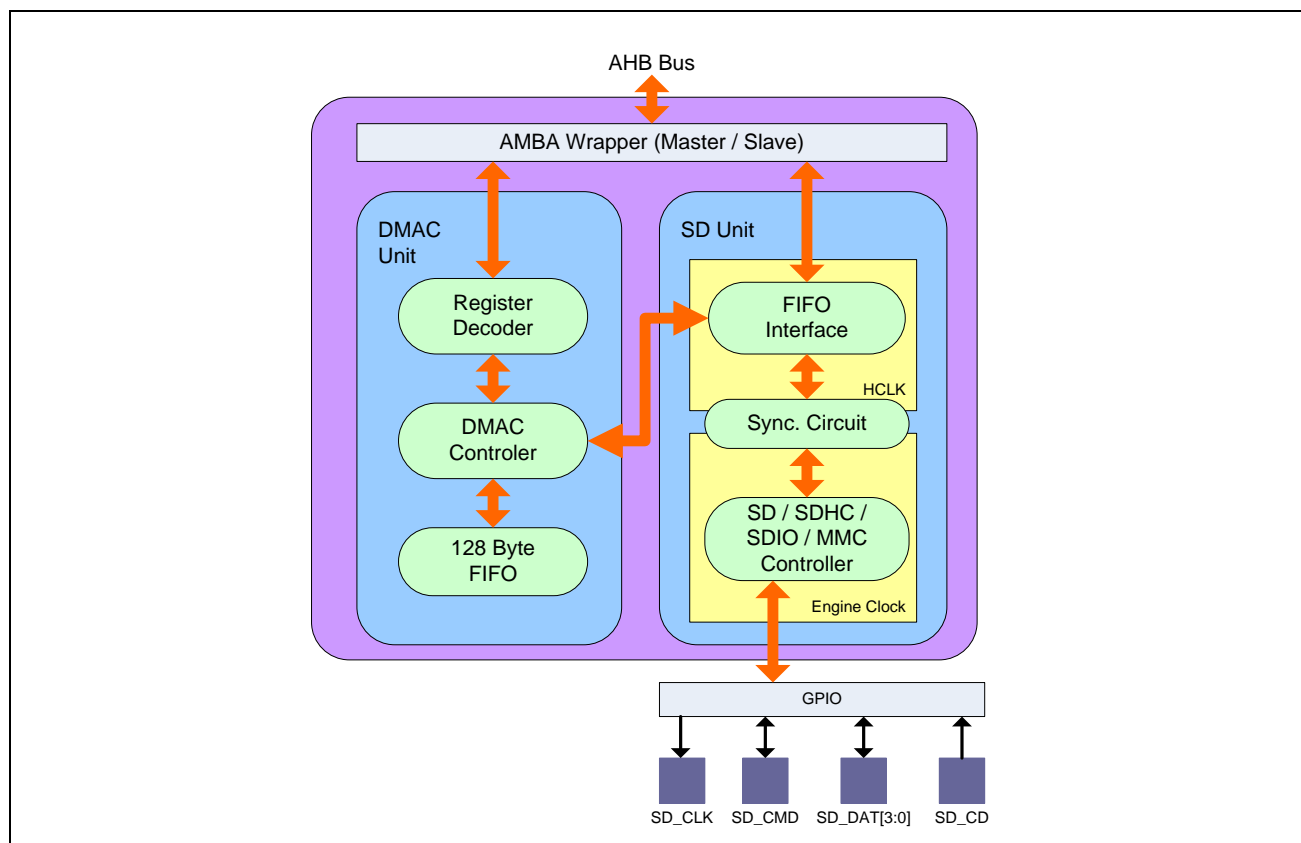 AHB Bus
AMBA Wrapper (Master / Slave)
DMAC
Unit
Register
Decoder
DMAC
Controler
128 Byte
FIFO
SD Unit
FIFO
Interface
HCLK
Sync. Circuit
SD / SDHC /
SDIO / MMC
Controller
Engine Clock
GPIO
SD_CLK
SD_CMD
SD_DAT[3:0]
SD_CD